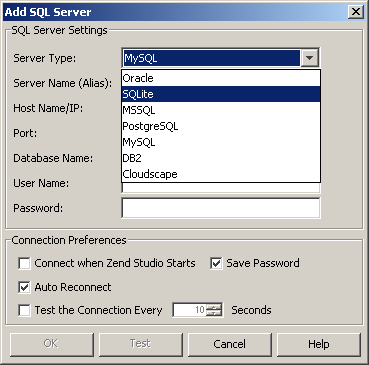 Add SQL Server
SQL Server Settings
Server Type: MySQL
Oracle
Server Name (Alias): SQLite
Host Name/IP: MSSQL
PostgreSQL
Port: MySQL
Database Name: DB2
Cloudscape
User Name:
Password:
Connection Preferences
Connect when Zend Studio Starts Save Password
Auto Reconnect
Test the Connection Every 10 Seconds
OK Test Cancel Help